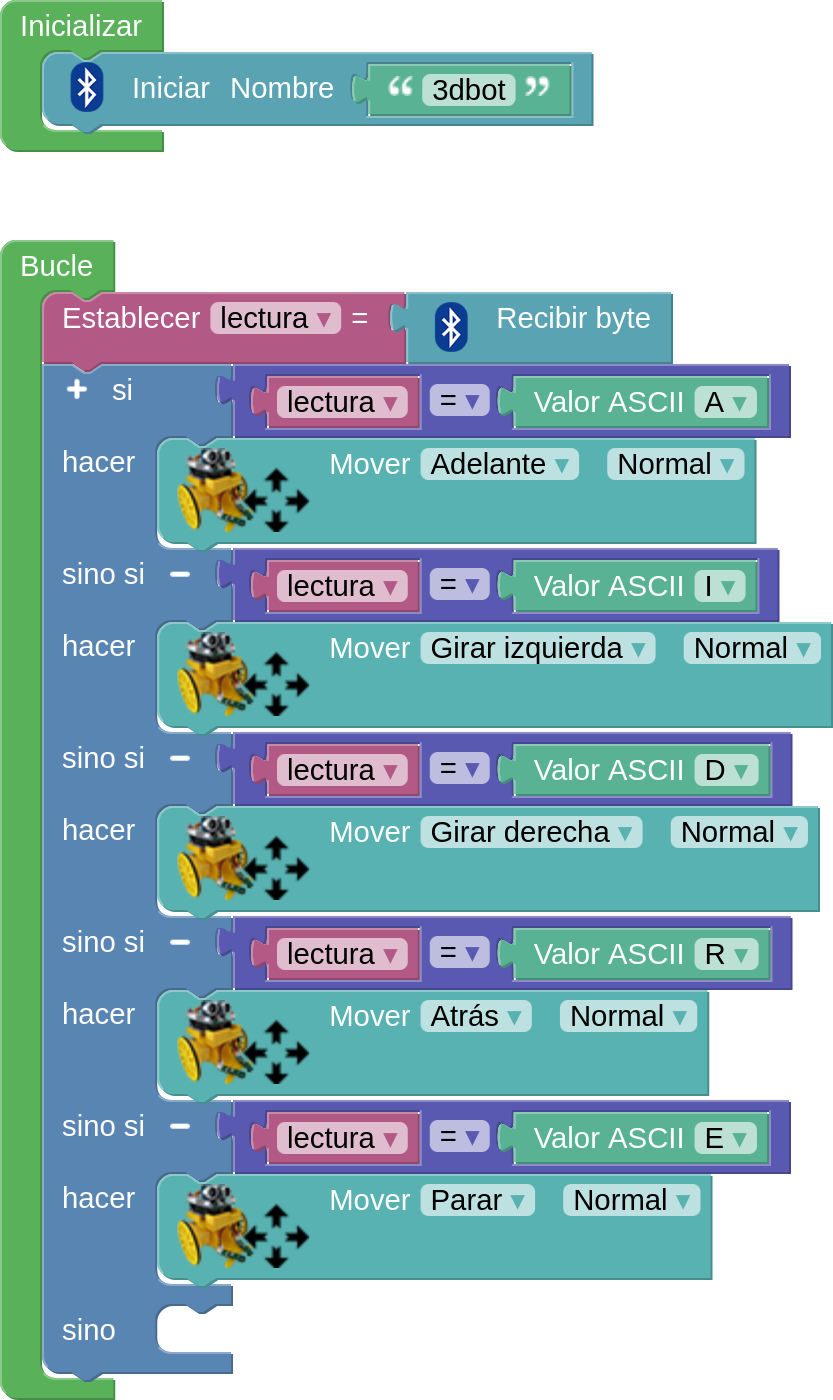 Inicializar
Iniciar Nombre “ 3dbot ”
Bucle
Establecer lectura ▾ = Recibir byte
+ si lectura ▾ = ▾ Valor ASCII A ▾
hacer Mover Adelante ▾ Normal ▾
sino si − lectura ▾ = ▾ Valor ASCII I ▾
hacer Mover Girar izquierda ▾ Normal ▾
sino si − lectura ▾ = ▾ Valor ASCII D ▾
hacer Mover Girar derecha ▾ Normal ▾
sino si − lectura ▾ = ▾ Valor ASCII R ▾
hacer Mover Atrás ▾ Normal ▾
sino si − lectura ▾ = ▾ Valor ASCII E ▾
hacer Mover Parar ▾ Normal ▾
sino